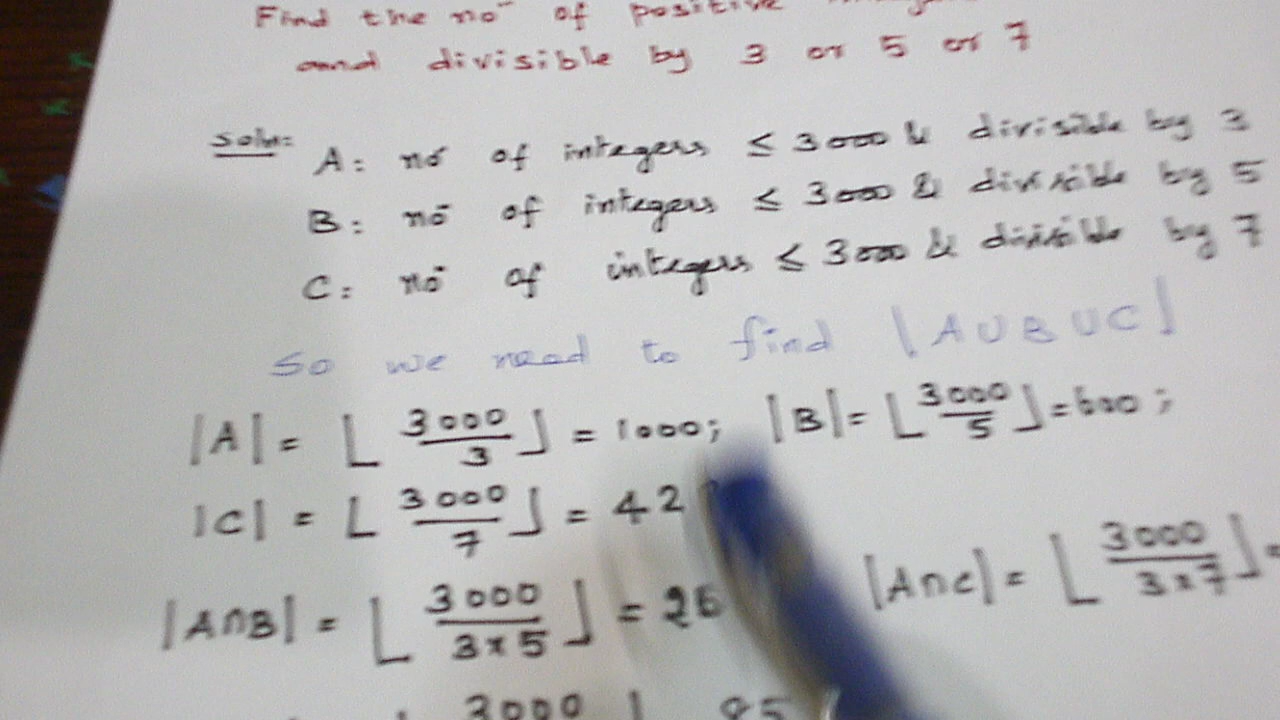 Find the no of positive
and divisible by 3 or 5 or 7
Soln:
A: no of integers ≤ 3000 & divisible by 3
B: no of integers ≤ 3000 & divisible by 5
C: no of integers ≤ 3000 & divisible by 7
So we need to find |A∪B∪C|
|A| = ⌊3000/3⌋ = 1000; |B| = ⌊3000/5⌋ = 600;
|C| = ⌊3000/7⌋ = 42
|A∩B| = ⌊3000/3×5⌋ = 2 |A∩C| = ⌊3000/3×7⌋ =
3000